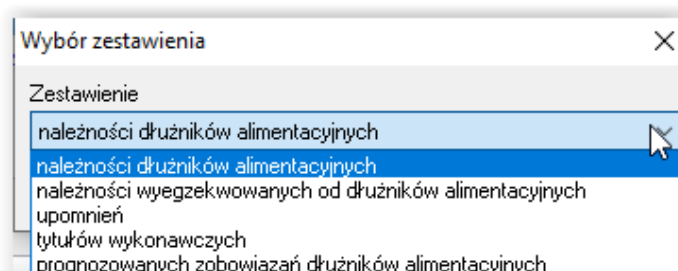 Wybór zestawienia
Zestawienie
należności dłużników alimentacyjnych
należności dłużników alimentacyjnych
należności wyegzekwowanych od dłużników alimentacyjnych
upomnień
tytułów wykonawczych
prognozowanych zobowiązań dłużników alimentacyjnych